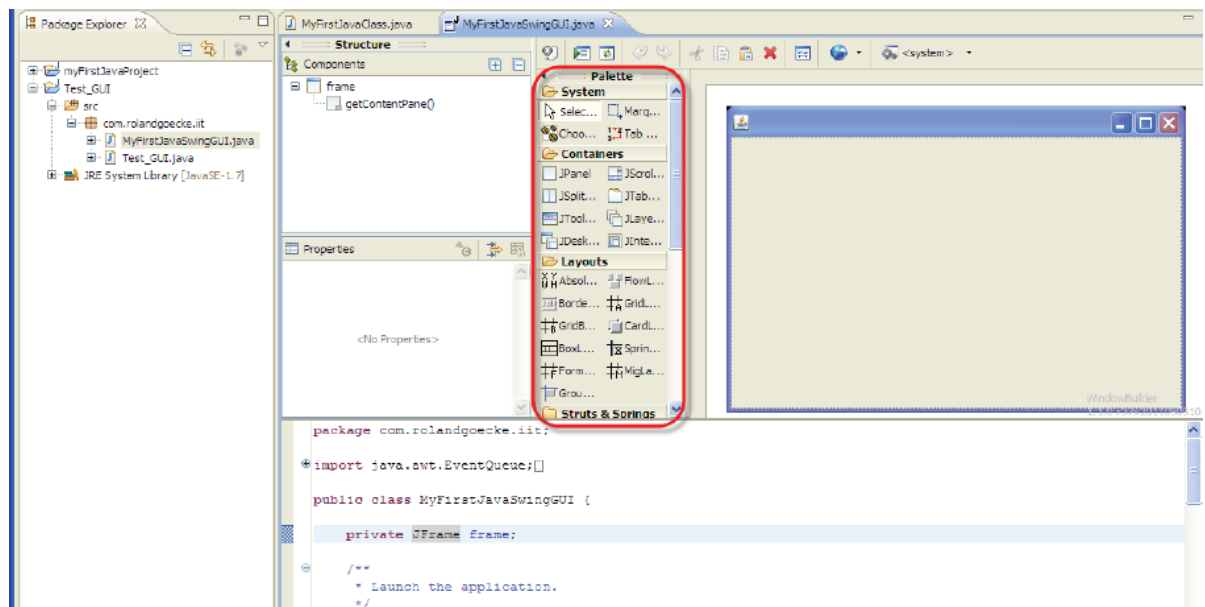 Package Explorer
myFirstJavaProject
Test_GUI
src
com.rolandgoecke.iit
MyFirstJavaSwingGUI.java
Test_GUI.java
JRE System Library [JavaSE-1.7]
MyFirstJavaClass.java
MyFirstJavaSwingGUI.java
Structure
Components
frame
getContentPane()
Properties
<No Properties>
<system>
Palette
System
Selec... Marq...
Choo... Tab ...
Containers
JPanel JScrol...
JSplit... JTab...
JTool... JLaye...
JDesk... JInte...
Layouts
Absol... FlowL...
Borde... GridL...
GridB... CardL...
BoxL... Sprin...
Form... MigLa...
Grou...
Struts & Springs
WindowBuilder
package com.rolandgoecke.iit;
import java.awt.EventQueue;
public class MyFirstJavaSwingGUI {
private JFrame frame;
/**
* Launch the application.
*/